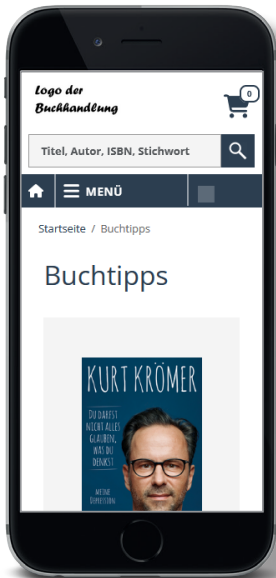 Logo der
Buchhandlung
0
Titel, Autor, ISBN, Stichwort
MENÜ
Startseite / Buchtipps
Buchtipps
KURT KRÖMER
DU DARFST
NICHT ALLES
GLAUBEN,
WAS DU
DENKST
MEINE
DEPRESSION